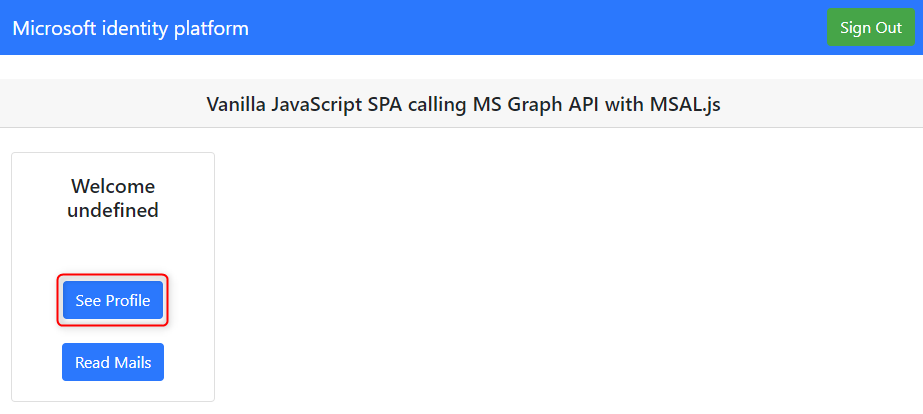 Microsoft identity platform
Sign Out
Vanilla JavaScript SPA calling MS Graph API with MSAL.js
Welcome
undefined
See Profile
Read Mails